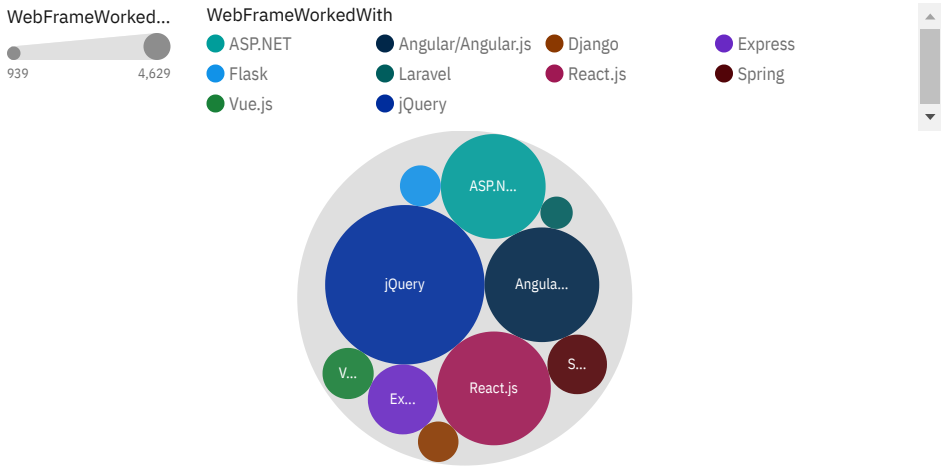 WebFrameWorked...
939 4,629
WebFrameWorkedWith
ASP.NET Angular/Angular.js Django Express
Flask Laravel React.js Spring
Vue.js jQuery
ASP.N...
jQuery Angula...
S...
V...
React.js
Ex...